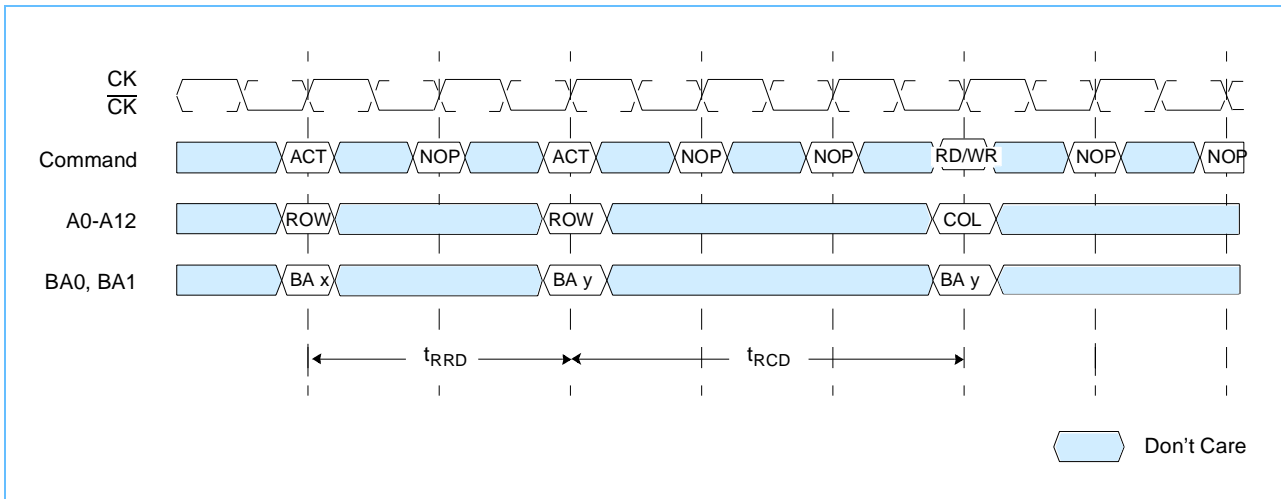 CK
CK
Command ACT NOP ACT NOP NOP RD/WR NOP NOP
A0-A12 ROW ROW COL
BA0, BA1 BA x BA y BA y
tRRD tRCD
Don't Care